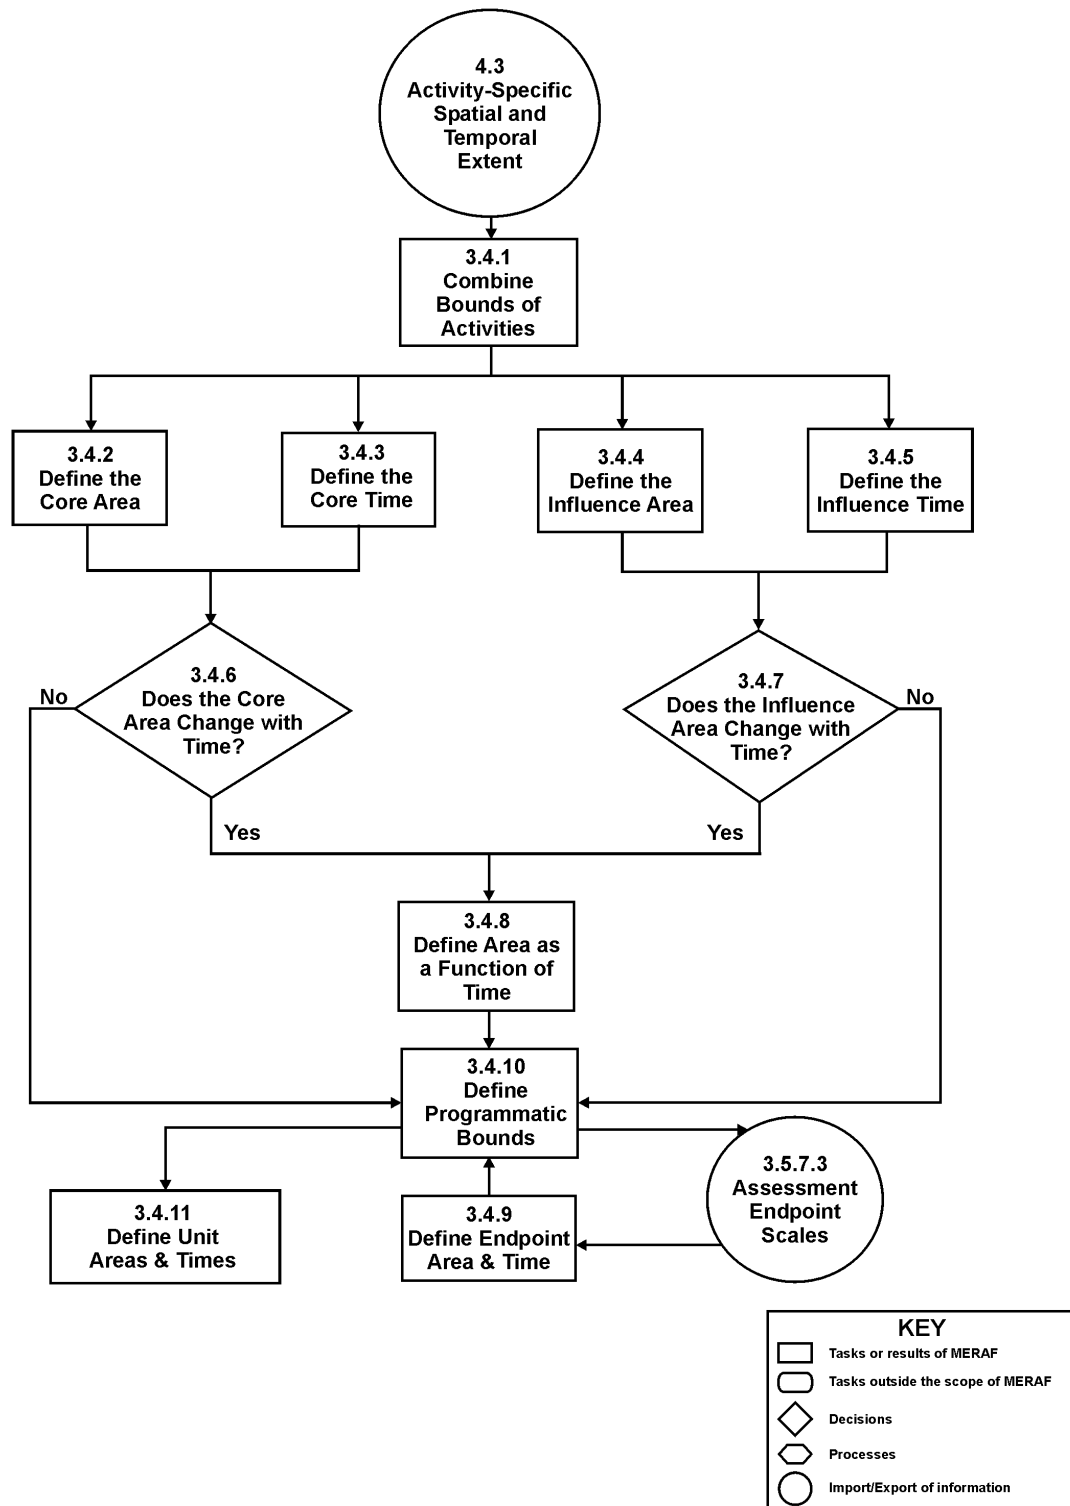 4.3
Activity-Specific
Spatial and
Temporal
Extent
3.4.1
Combine
Bounds of
Activities
3.4.2
Define the
Core Area
3.4.3
Define the
Core Time
3.4.4
Define the
Influence Area
3.4.5
Define the
Influence Time
3.4.6
Does the Core
Area Change with
Time?
No
3.4.7
Does the Influence
Area Change with
Time?
No
Yes
Yes
3.4.8
Define Area as
a Function of
Time
3.4.10
Define
Programmatic
Bounds
3.4.11
Define Unit
Areas & Times
3.4.9
Define Endpoint
Area & Time
3.5.7.3
Assessment
Endpoint
Scales
KEY
Tasks or results of MERAF
Tasks outside the scope of MERAF
Decisions
Processes
Import/Export of information